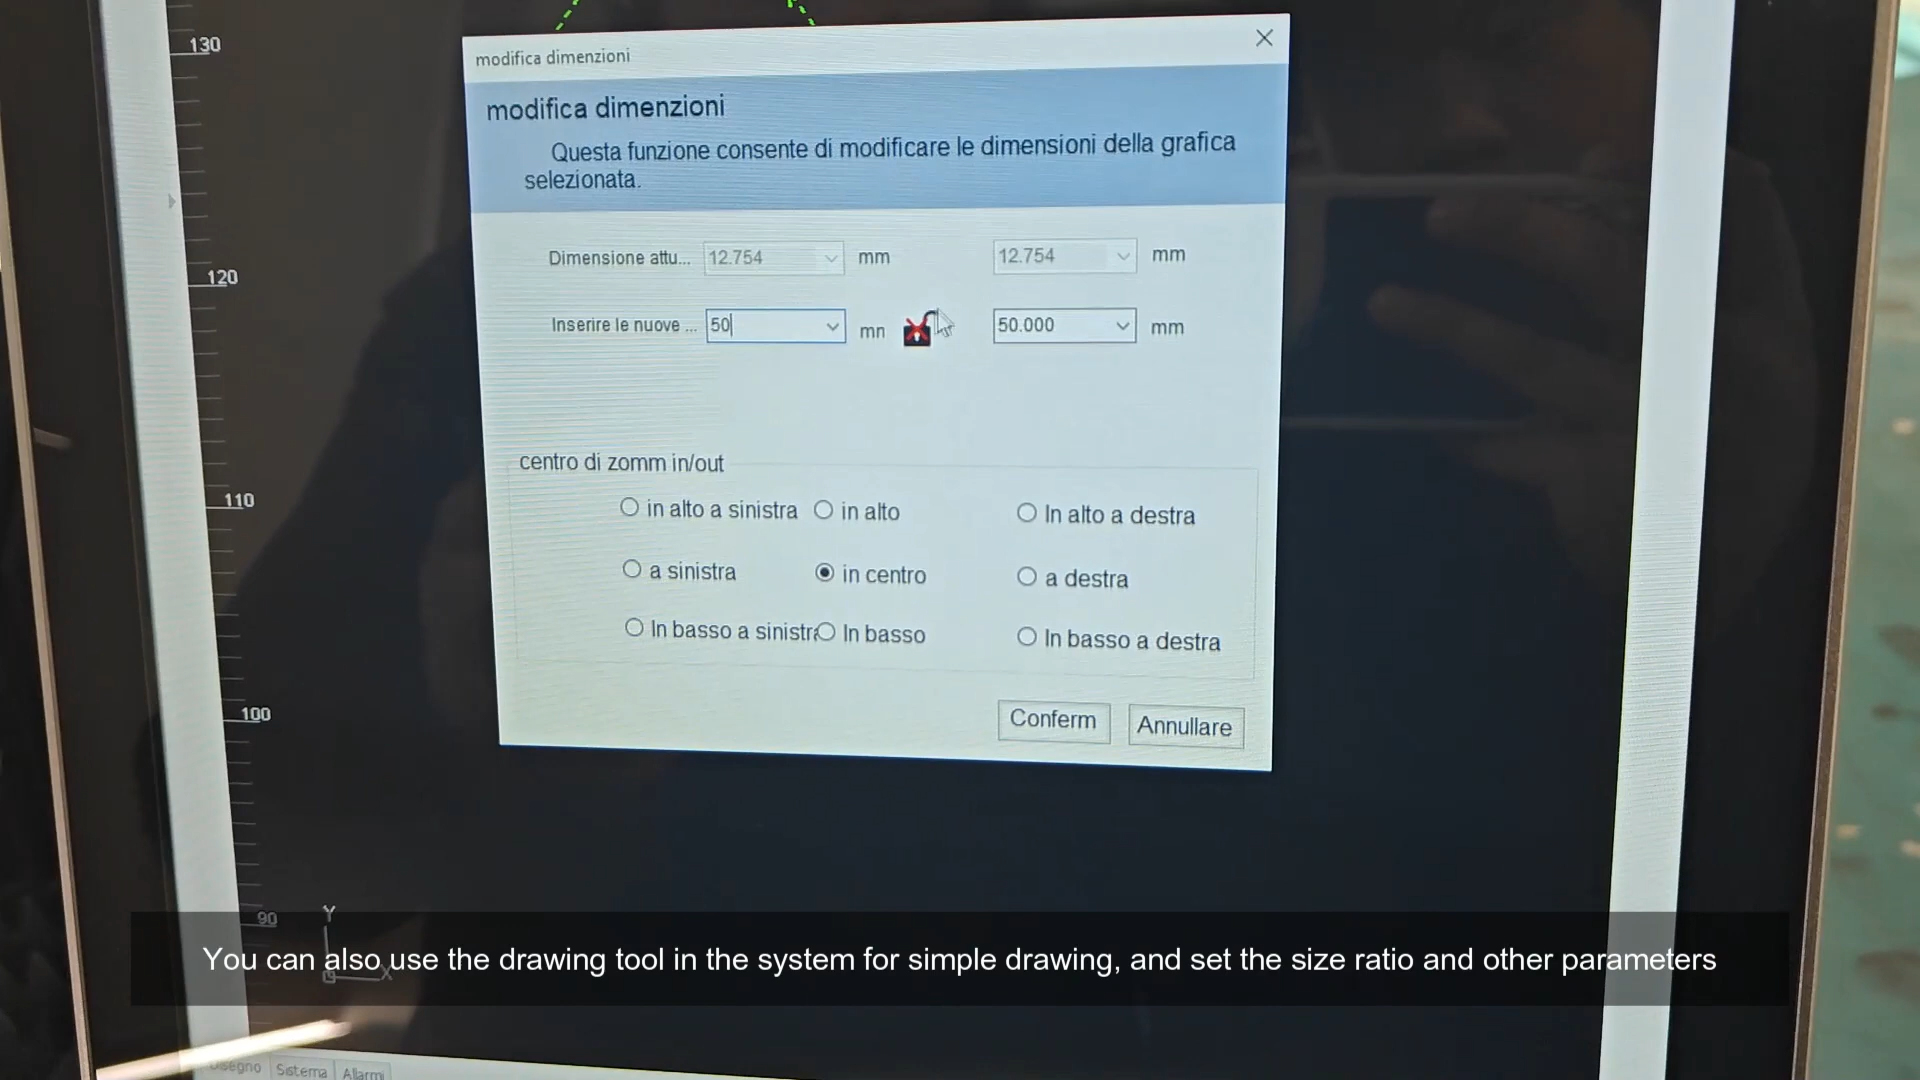 130
modifica dimenzioni
modifica dimenzioni
Questa funzione consente di modificare le dimensioni della grafica
selezionata.
Dimensione attu... 12.754 mm 12.754 mm
120
Inserire le nuove ... 50 mn 50.000 mm
centro di zomm in/out
110
in alto a sinistra in alto In alto a destra
a sinistra in centro a destra
In basso a sinistra In basso In basso a destra
100
Conferm Annullare
90
Y
X
You can also use the drawing tool in the system for simple drawing, and set the size ratio and other parameters
Disegno Sistema Allarmi